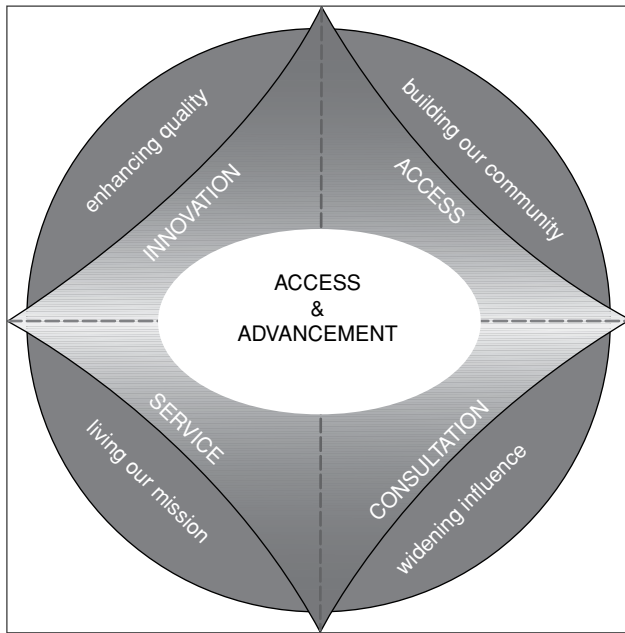 enhancing quality
building our community
INNOVATION
ACCESS
ACCESS
&
ADVANCEMENT
SERVICE
CONSULTATION
living our mission
widening influence